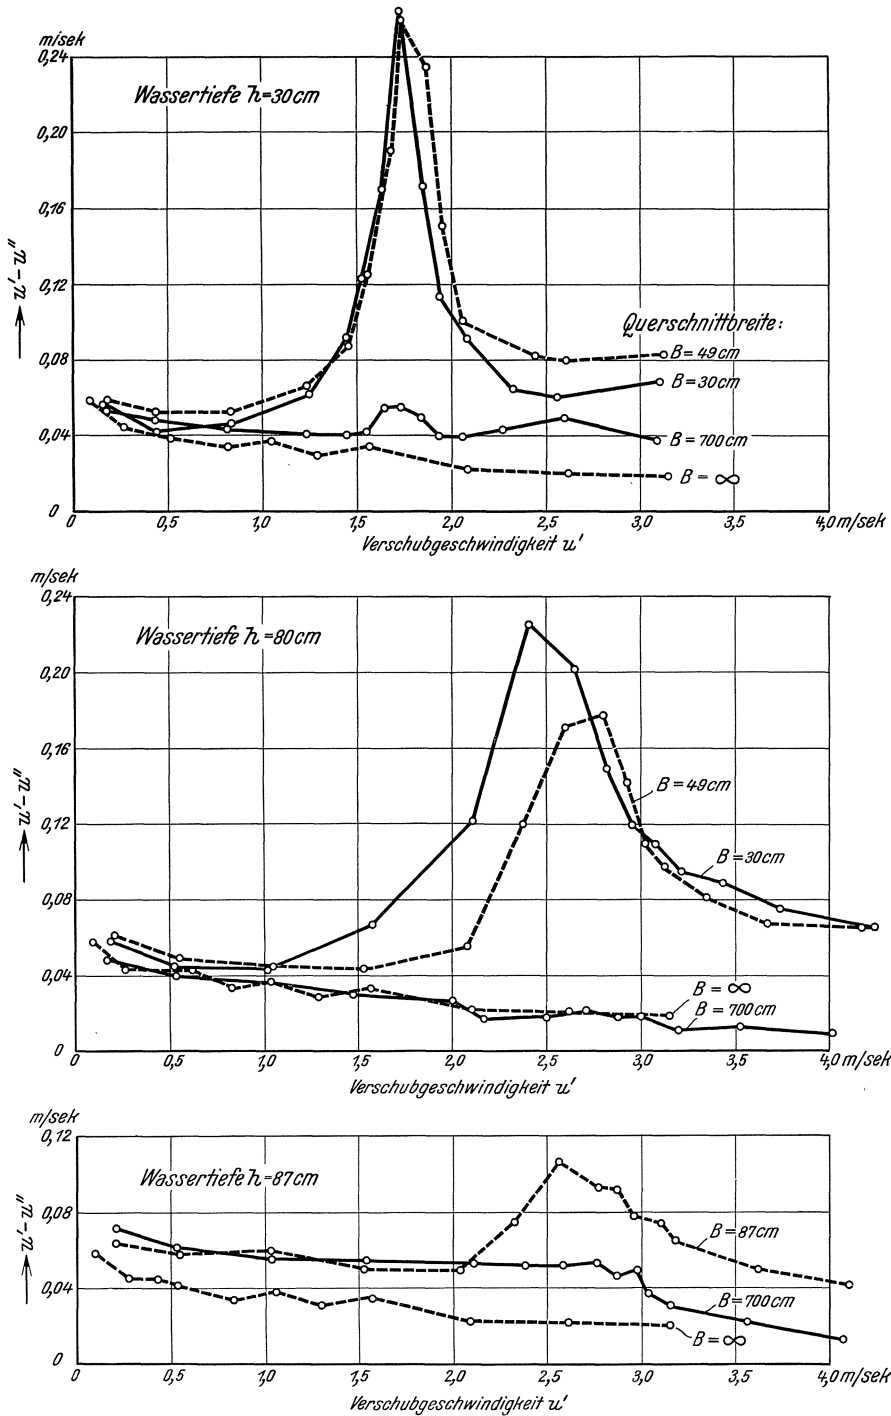 m/sek
0,24
Wassertiefe h=30cm
0,20
0,16
0,12
0,08
0,04
0
u'-u"
Querschnittbreite:
B=49cm
B=30cm
B=700cm
B=∞
0 0,5 1,0 1,5 2,0 2,5 3,0 3,5 4,0 m/sek
Verschubgeschwindigkeit u'
m/sek
0,24
Wassertiefe h=80cm
0,20
0,16
0,12
0,08
0,04
0
u'-u"
B=49cm
B=30cm
B=∞
B=700cm
0,5 1,0 1,5 2,0 2,5 3,0 3,5 4,0 m/sek
Verschubgeschwindigkeit u'
m/sek
0,12
Wassertiefe h=87cm
0,08
0,04
0
u'-u"
B=87cm
B=700cm
B=∞
0 0,5 1,0 1,5 2,0 2,5 3,0 3,5 4,0 m/sek
Verschubgeschwindigkeit u'